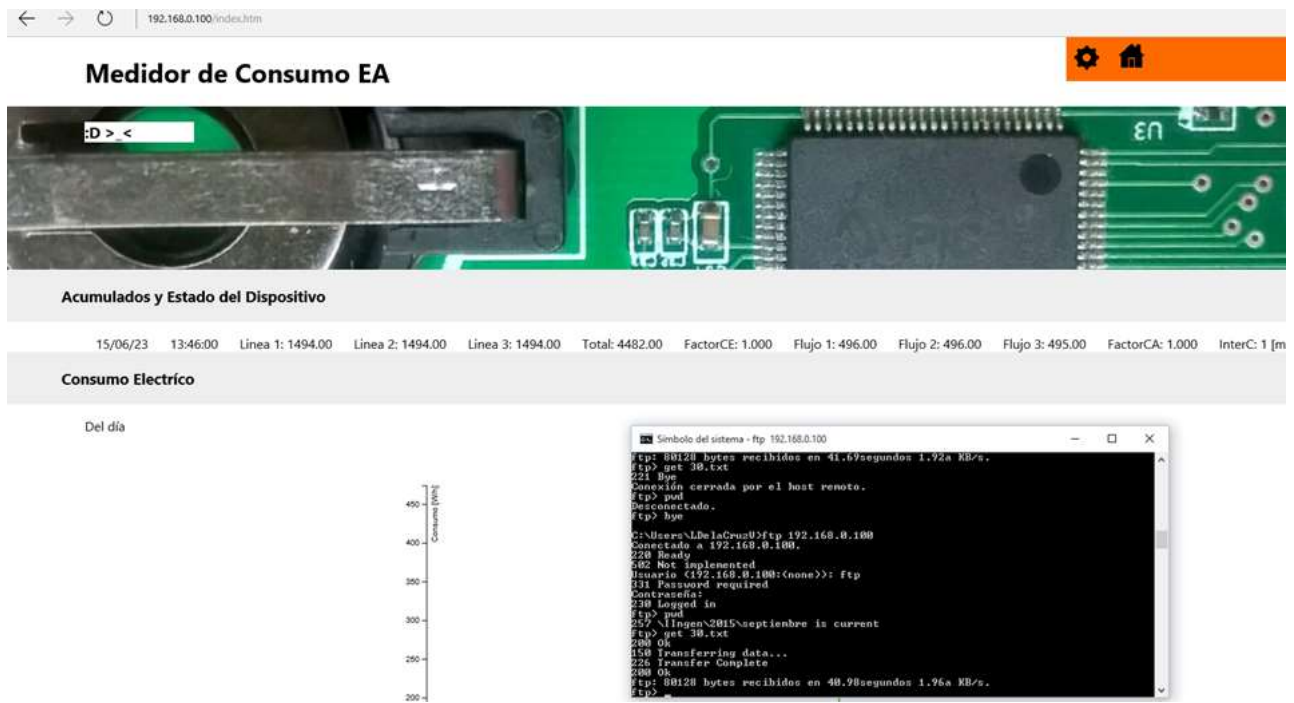 192.168.0.100/index.htm
Medidor de Consumo EA
:D >_<
U3
Acumulados y Estado del Dispositivo
15/06/23 13:46:00 Linea 1: 1494.00 Linea 2: 1494.00 Linea 3: 1494.00 Total: 4482.00 FactorCE: 1.000 Flujo 1: 496.00 Flujo 2: 496.00 Flujo 3: 495.00 FactorCA: 1.000 InterC: 1 [m
Consumo Electríco
Del día
Consumo [W/h]
450
400
350
300
250
200
Símbolo del sistema - ftp 192.168.0.100
ftp: 80128 bytes recibidos en 41.69segundos 1.92a KB/s.
ftp> get 30.txt
221 Bye
Conexión cerrada por el host remoto.
ftp> pwd
Desconectado.
ftp> bye
C:\Users\LDelaCruzU>ftp 192.168.0.100
Conectado a 192.168.0.100.
220 Ready
502 Not implemented
Usuario (192.168.0.100:(none)): ftp
331 Password required
Contraseña:
230 Logged in
ftp> pwd
257 \IIngen\2015\septiembre is current
ftp> get 30.txt
200 Ok
150 Transferring data...
226 Transfer Complete
200 Ok
ftp: 80128 bytes recibidos en 40.98segundos 1.96a KB/s.
ftp> _